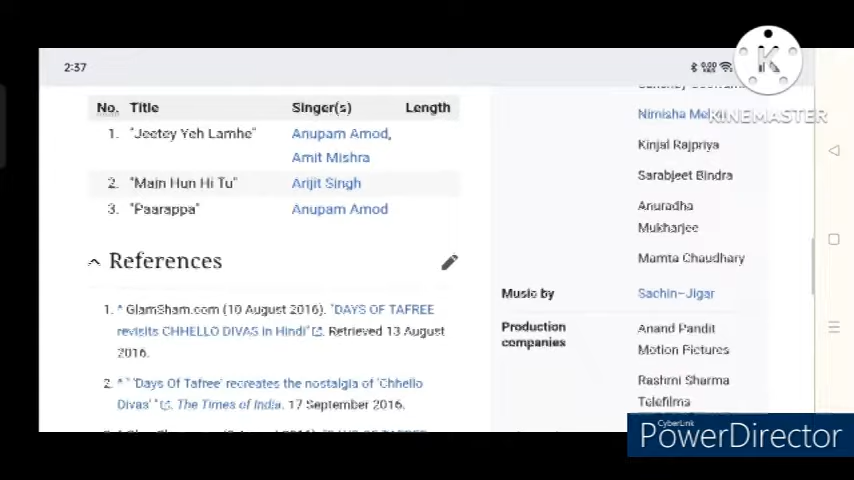 2:37
KINEMASTER
No. Title Singer(s) Length
1. "Jeetey Yeh Lamhe" Anupam Amod,
Amit Mishra
2. "Main Hun Hi Tu" Arijit Singh
3. "Paarappa" Anupam Amod
References
1. ^ GlamSham.com (10 August 2016). "DAYS OF TAFREE
revisits CHHELLO DIVAS in Hindi". Retrieved 13 August
2016.
2. ^ " 'Days Of Tafree' recreates the nostalgia of 'Chhello
Divas' ". The Times of India. 17 September 2016.
Nimisha
Kinjal Rajpriya
Sarabjeet Bindra
Anuradha
Mukharjee
Mamta Chaudhary
Music by Sachin–Jigar
Production
companies
Anand Pandit
Motion Pictures
Rashmi Sharma
Telefilms
CyberLink
PowerDirector